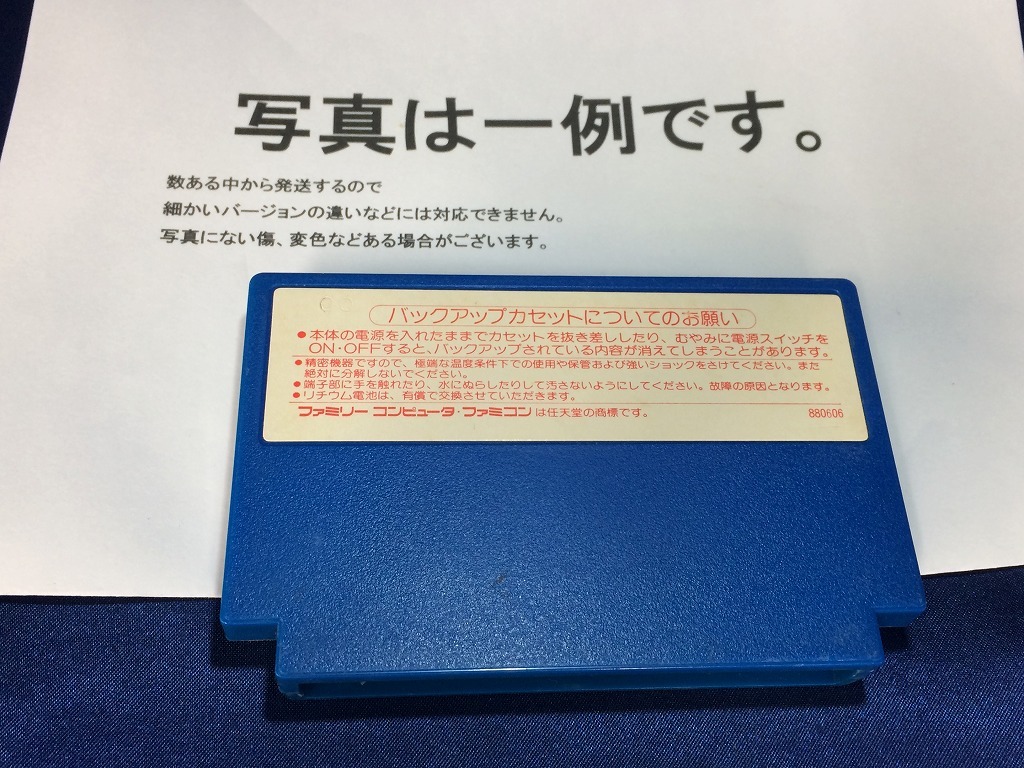 写真は一例です。
数ある中から発送するので
細かいバージョンの違いなどには対応できません。
写真にない傷、変色などある場合がございます。
バックアップカセットについてのお願い
●本体の電源を入れたままでカセットを抜き差ししたり、むやみに電源スイッチを
ON・OFFすると、バックアップされている内容が消えてしまうことがあります。
●精密機器ですので、極端な温度条件下での使用や保管および強いショックをさけてください。また
絶対に分解しないでください。
●端子部に手を触れたり、水にぬらしたりして汚さないようにしてください。故障の原因となります。
●リチウム電池は、有償で交換させていただきます。
ファミリー コンピュータ・ファミコン は任天堂の商標です。 880606